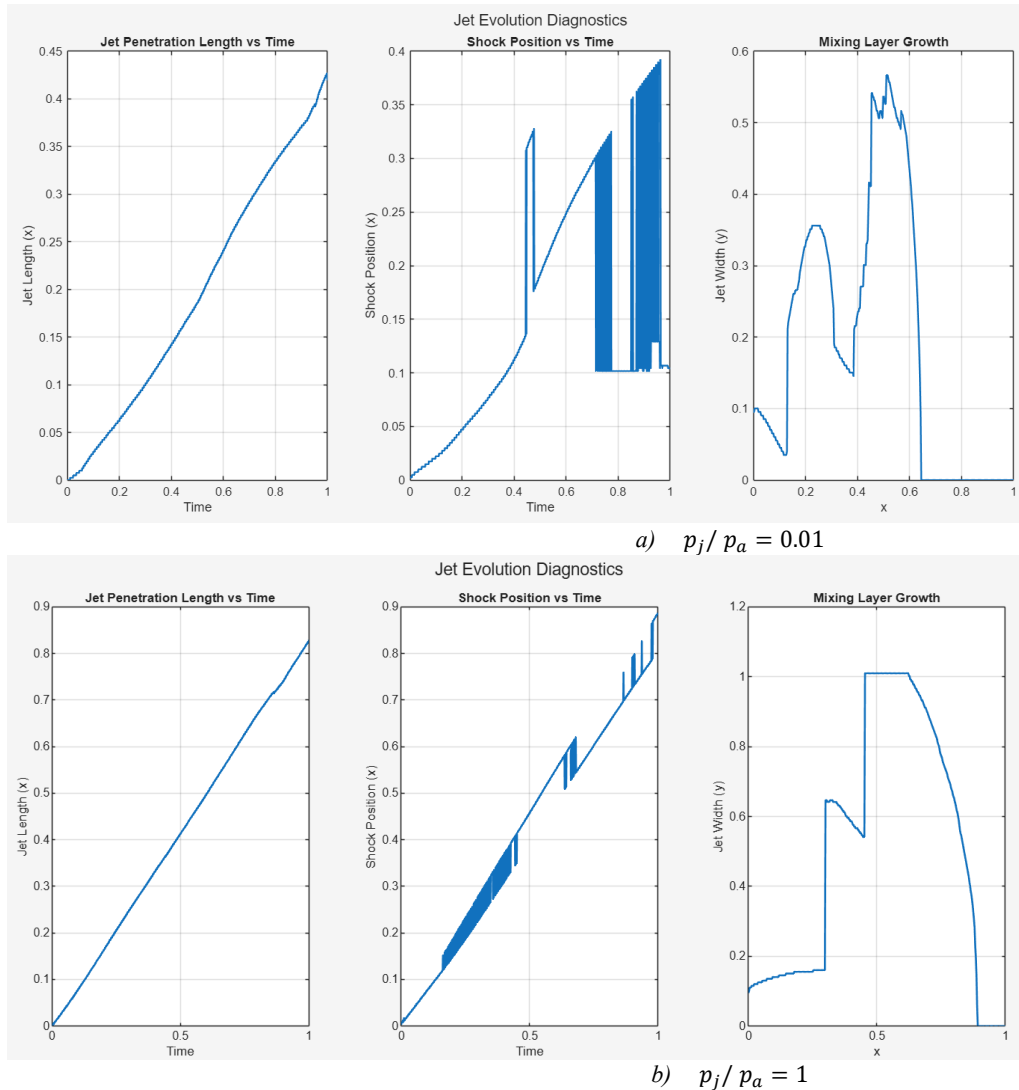 Jet Evolution Diagnostics
Jet Penetration Length vs Time
Jet Length (x)
0.45
0.4
0.35
0.3
0.25
0.2
0.15
0.1
0.05
0
0 0.2 0.4 0.6 0.8 1
Time
Shock Position vs Time
Shock Position (x)
0.4
0.35
0.3
0.25
0.2
0.15
0.1
0.05
0
0 0.2 0.4 0.6 0.8 1
Time
Mixing Layer Growth
Jet Width (y)
0.6
0.5
0.4
0.3
0.2
0.1
0
0 0.2 0.4 0.6 0.8 1
x
a) p_j / p_a = 0.01
Jet Evolution Diagnostics
Jet Penetration Length vs Time
Jet Length (x)
0.9
0.8
0.7
0.6
0.5
0.4
0.3
0.2
0.1
0
0 0.5 1
Time
Shock Position vs Time
Shock Position (x)
0.9
0.8
0.7
0.6
0.5
0.4
0.3
0.2
0.1
0
0 0.5 1
Time
Mixing Layer Growth
Jet Width (y)
1.2
1
0.8
0.6
0.4
0.2
0
0 0.5 1
x
b) p_j / p_a = 1